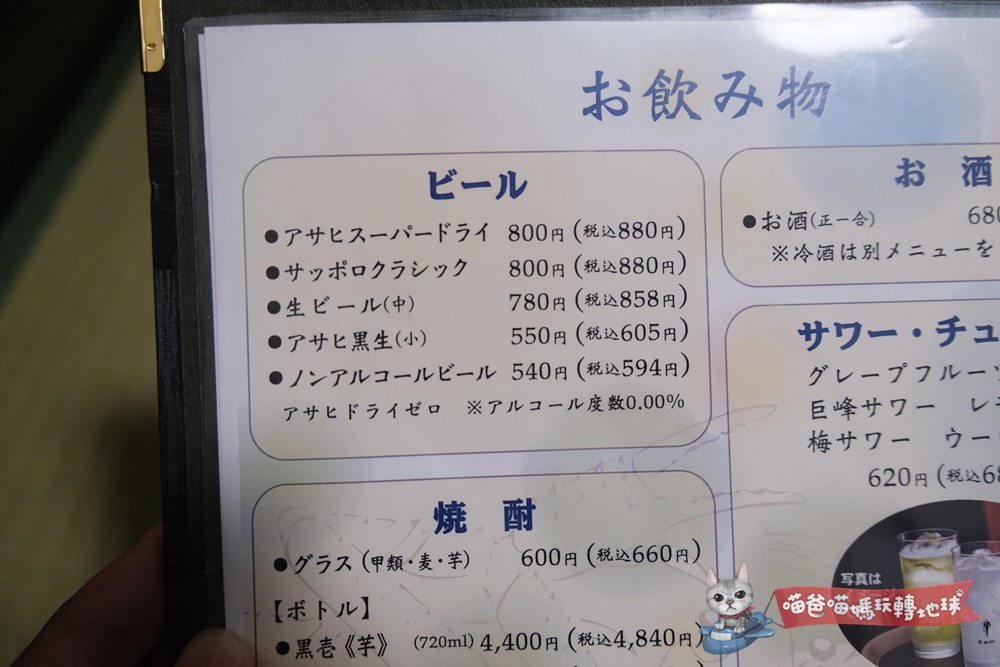 お飲み物
ビール
●アサヒスーパードライ 800円(税込880円)
●サッポロクラシック 800円(税込880円)
●生ビール(中) 780円(税込858円)
●アサヒ黒生(小) 550円(税込605円)
●ノンアルコールビール 540円(税込594円)
アサヒドライゼロ ※アルコール度数0.00%
焼 酎
●グラス(甲類・麦・芋) 600円(税込660円)
【ボトル】
●黒壱《芋》 (720ml) 4,400円(税込4,840円)
お 酒
●お酒(正一合) 680
※冷酒は別メニューを
サワー・チュ
グレープフルーツ
巨峰サワー レ
梅サワー ウー
620円(税込68
写真は
喵爸喵媽玩轉地球